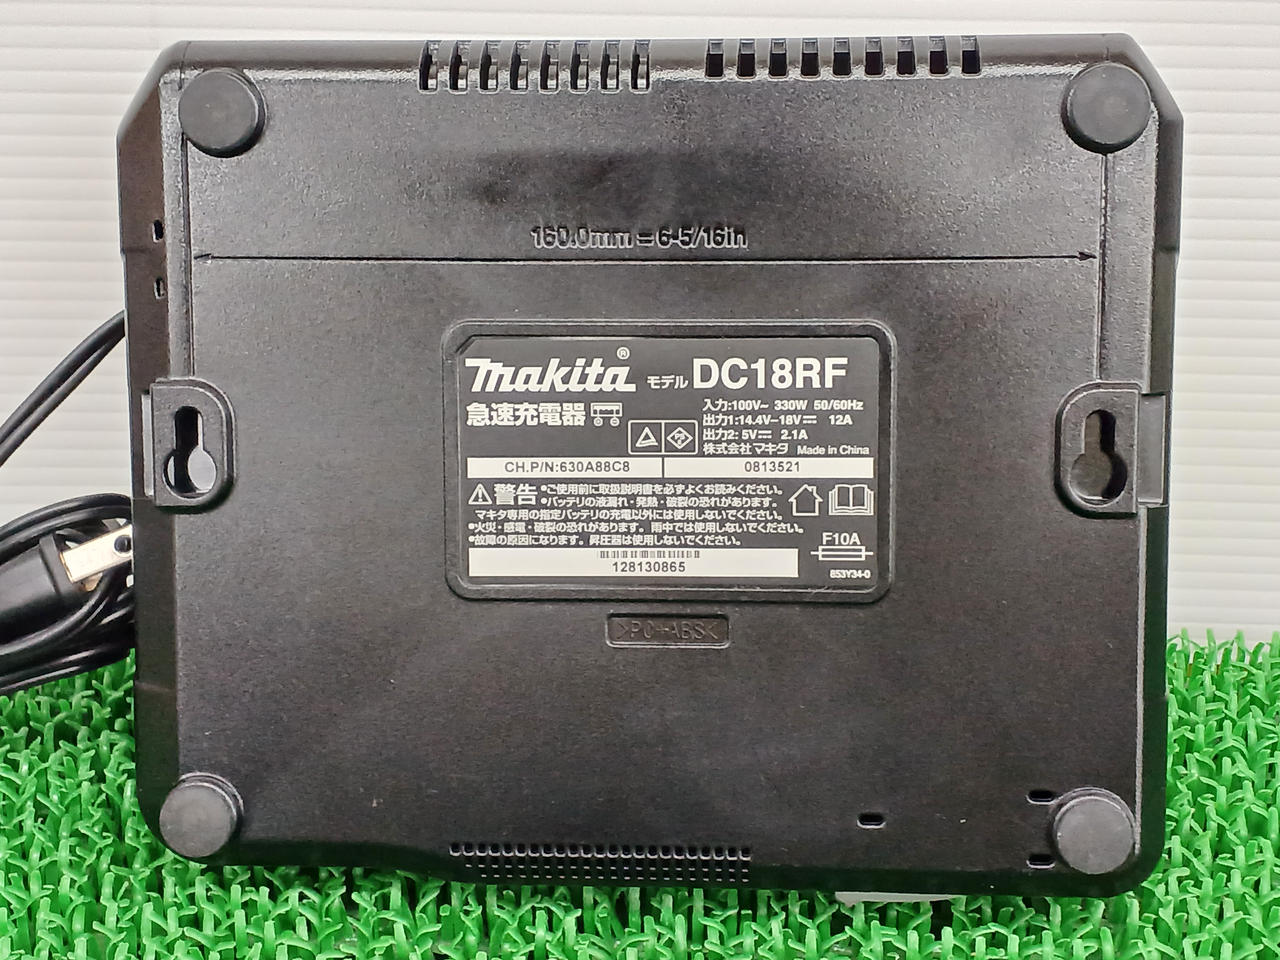 160.0mm=6-5/16in
makita® モデル DC18RF
急速充電器
入力:100V~ 330W 50/60Hz
出力1:14.4V-18V⎓ 12A
出力2: 5V⎓ 2.1A
株式会社マキタ Made in China
PS
E
CH.P/N:630A88C8
0813521
警告 •ご使用前に取扱説明書を必ずよくお読みください。
•バッテリの液漏れ・発熱・破裂の恐れがあります。
マキタ専用の指定バッテリの充電以外には使用しないでください。
•火災・感電・破裂の恐れがあります。雨中では使用しないでください。
•故障の原因になります。昇圧器は使用しないでください。
F10A
128130865
853Y34-0
>PC+ABS<